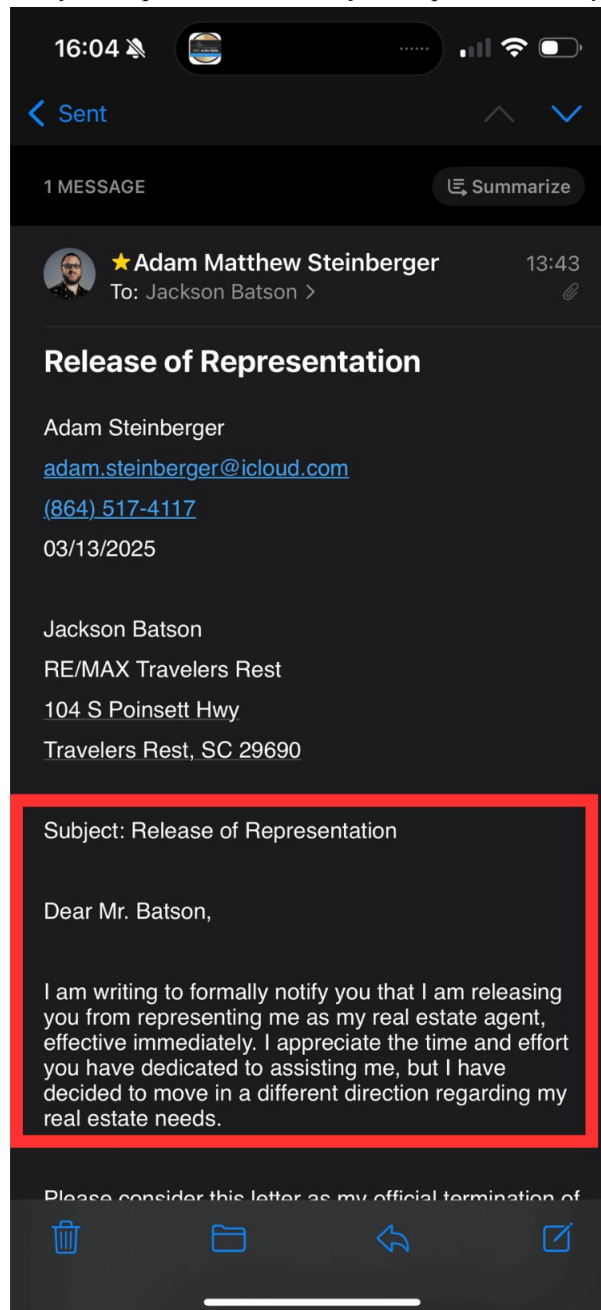 16:04
Sent
1 MESSAGE
Summarize
Adam Matthew Steinberger
13:43
To: Jackson Batson >
Release of Representation
Adam Steinberger
adam.steinberger@icloud.com
(864) 517-4117
03/13/2025
Jackson Batson
RE/MAX Travelers Rest
104 S Poinsett Hwy
Travelers Rest, SC 29690
Subject: Release of Representation
Dear Mr. Batson,
I am writing to formally notify you that I am releasing
you from representing me as my real estate agent,
effective immediately. I appreciate the time and effort
you have dedicated to assisting me, but I have
decided to move in a different direction regarding my
real estate needs.
Please consider this letter as my official termination of